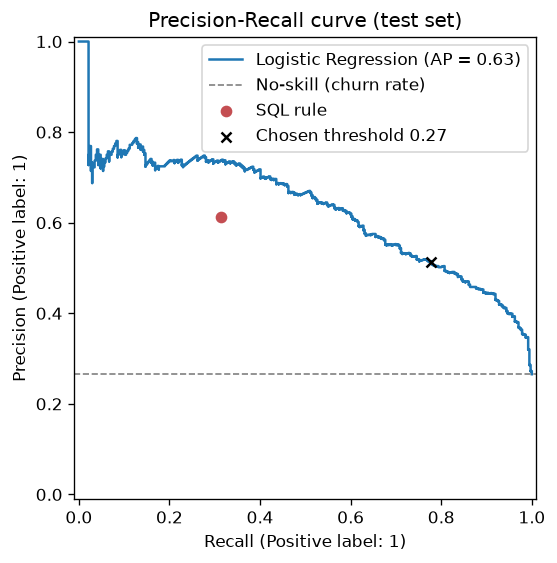 Precision-Recall curve (test set)
Logistic Regression (AP = 0.63)
No-skill (churn rate)
SQL rule
Chosen threshold 0.27
Precision (Positive label: 1)
1.0
0.8
0.6
0.4
0.2
0.0
0.0 0.2 0.4 0.6 0.8 1.0
Recall (Positive label: 1)